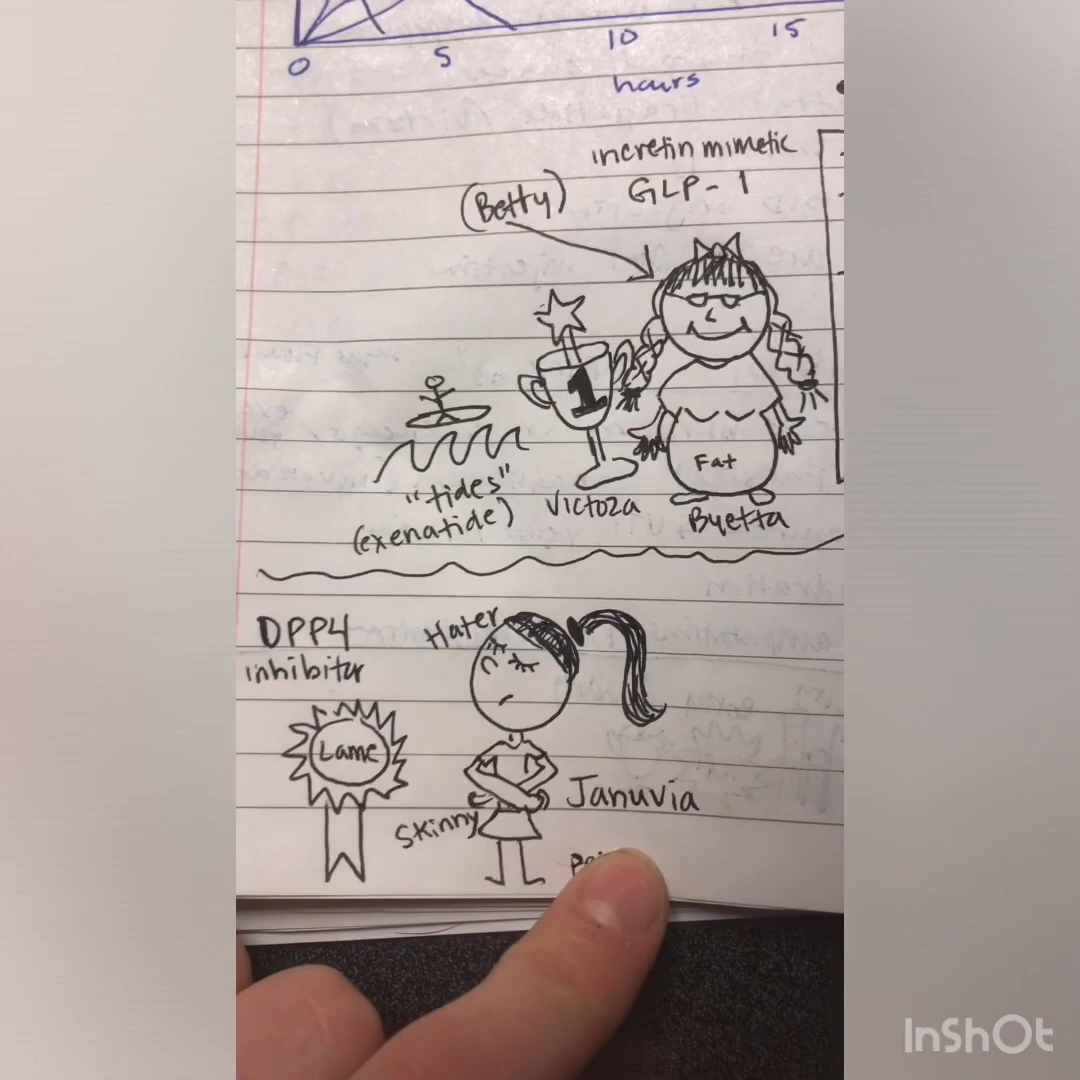 0
5
10
15
hours
incretin mimetic
GLP-1
(Betty)
1
Fat
"tides"
(exenatide)
Victoza
Byetta
DPP4
inhibitor
Hater
Lame
Januvia
Skinny
InShOt